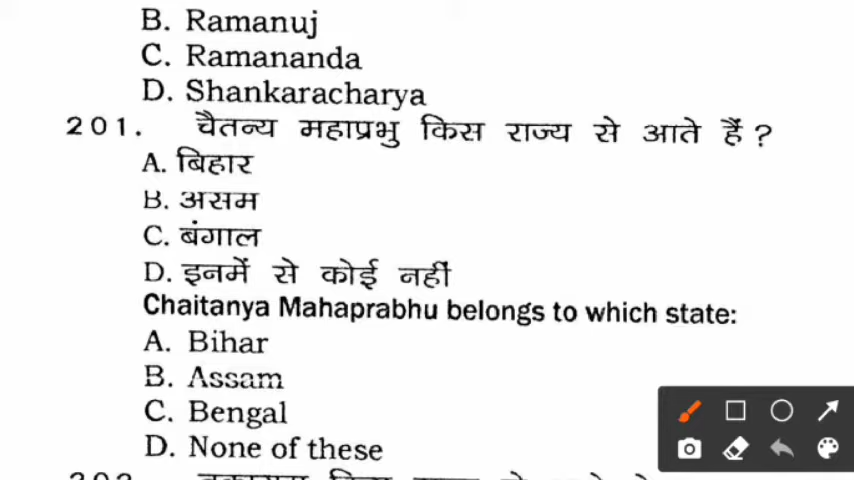 B. Ramanuj
C. Ramananda
D. Shankaracharya
201. चैतन्य महाप्रभु किस राज्य से आते हैं ?
A. बिहार
B. असम
C. बंगाल
D. इनमें से कोई नहीं
Chaitanya Mahaprabhu belongs to which state:
A. Bihar
B. Assam
C. Bengal
D. None of these